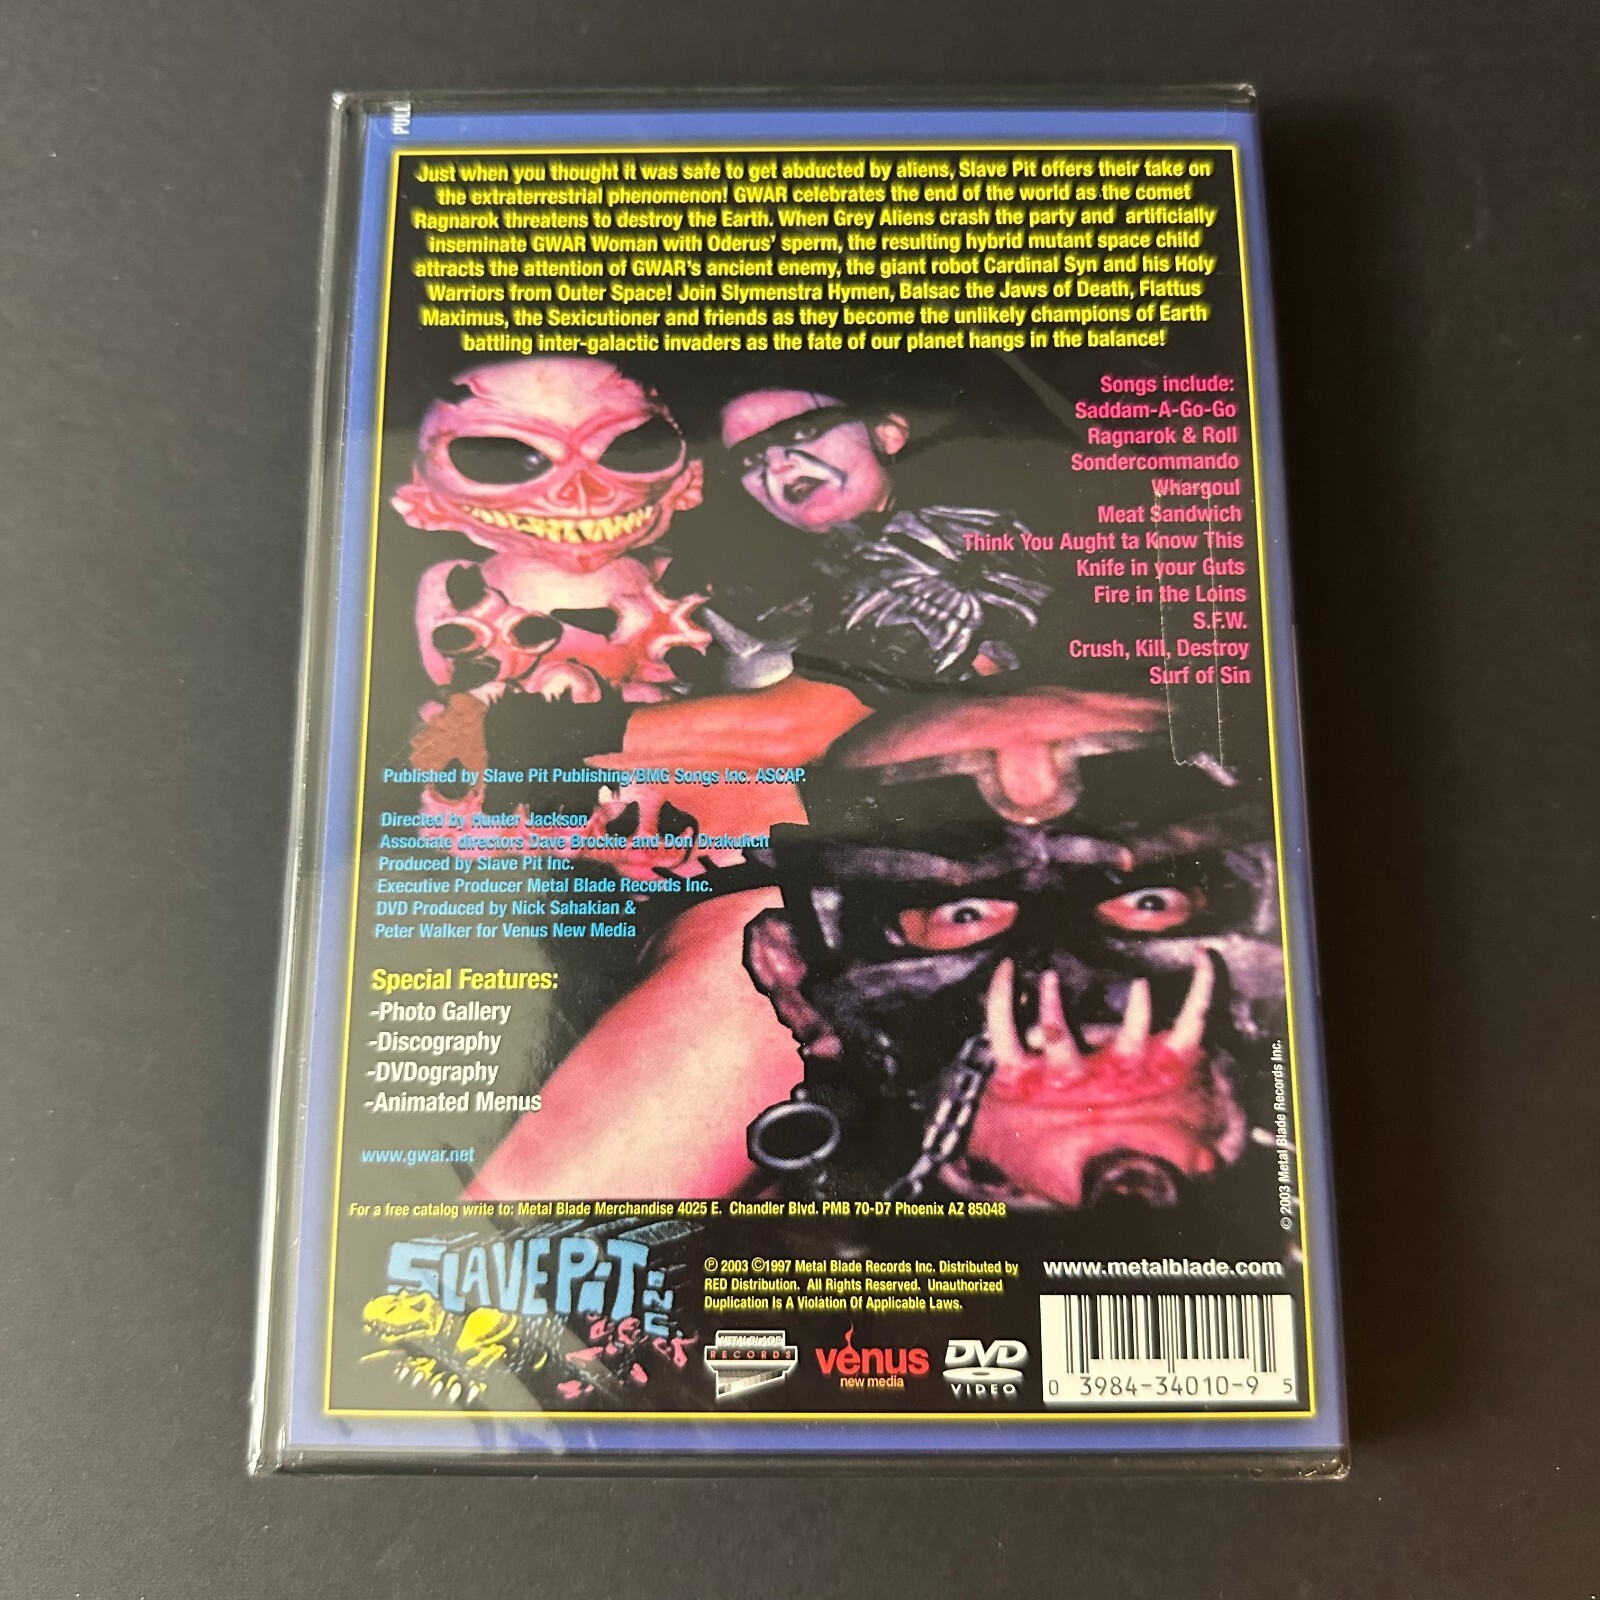 PULL
Just when you thought it was safe to get abducted by aliens, Slave Pit offers their take on
the extraterrestrial phenomenon! GWAR celebrates the end of the world as the comet
Ragnarok threatens to destroy the Earth. When Grey Aliens crash the party and artificially
inseminate GWAR Woman with Oderus' sperm, the resulting hybrid mutant space child
attracts the attention of GWAR's ancient enemy, the giant robot Cardinal Syn and his Holy
Warriors from Outer Space! Join Slymenstra Hymen, Balsac the Jaws of Death, Flattus
Maximus, the Sexicutioner and friends as they become the unlikely champions of Earth
battling inter-galactic invaders as the fate of our planet hangs in the balance!
Songs include:
Saddam-A-Go-Go
Ragnarok & Roll
Sondercommando
Whargoul
Meat Sandwich
Think You Aught ta Know This
Knife in your Guts
Fire in the Loins
S.F.W.
Crush, Kill, Destroy
Surf of Sin
Published by Slave Pit Publishing/BMG Songs Inc. ASCAP.
Directed by Hunter Jackson
Associate directors Dave Brockie and Don Drakulich
Produced by Slave Pit Inc.
Executive Producer Metal Blade Records Inc.
DVD Produced by Nick Sahakian &
Peter Walker for Venus New Media
Special Features:
-Photo Gallery
-Discography
-DVDography
-Animated Menus
www.gwar.net
© 2003 Metal Blade Records Inc.
For a free catalog write to: Metal Blade Merchandise 4025 E. Chandler Blvd. PMB 70-D7 Phoenix AZ 85048
SLAVE PIT INC.
℗ 2003 ©1997 Metal Blade Records Inc. Distributed by
RED Distribution. All Rights Reserved. Unauthorized
Duplication Is A Violation Of Applicable Laws.
www.metalblade.com
METAL BLADE
RECORDS
venus
new media
DVD
VIDEO
0 3984-34010-9 5